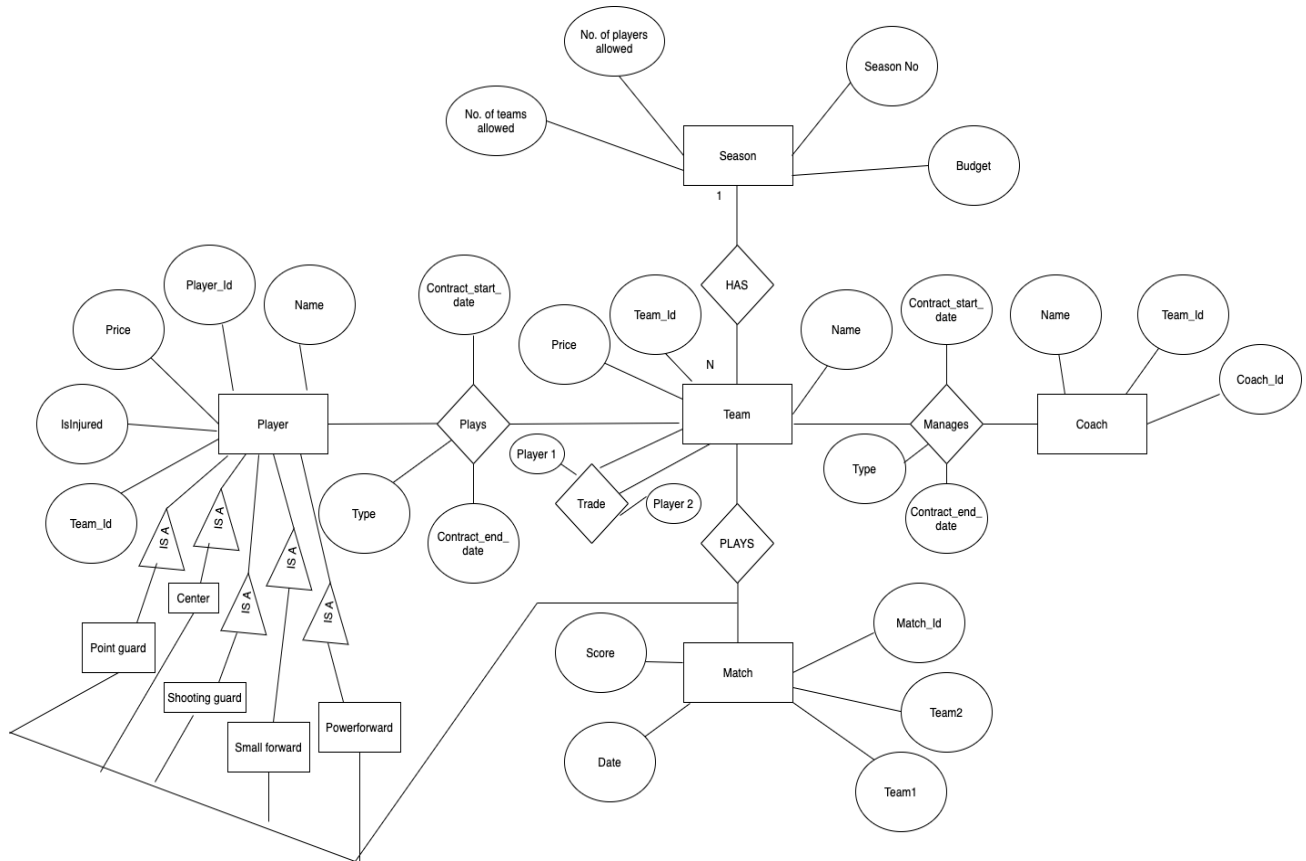 No. of players
allowed
Season No
No. of teams
allowed
Season
Budget
1
HAS
Player_Id
Name
Price
Contract_start_
date
Team_Id
Price
Name
Contract_start_
date
Name
Team_Id
Coach_Id
N
IsInjured
Player
Plays
Team
Manages
Coach
Player 1
Type
Team_Id
Type
Trade
Player 2
Contract_end_
date
Contract_end_
date
PLAYS
IS A
IS A
IS A
IS A
IS A
Center
Point guard
Shooting guard
Small forward
Powerforward
Score
Match_Id
Match
Team2
Date
Team1